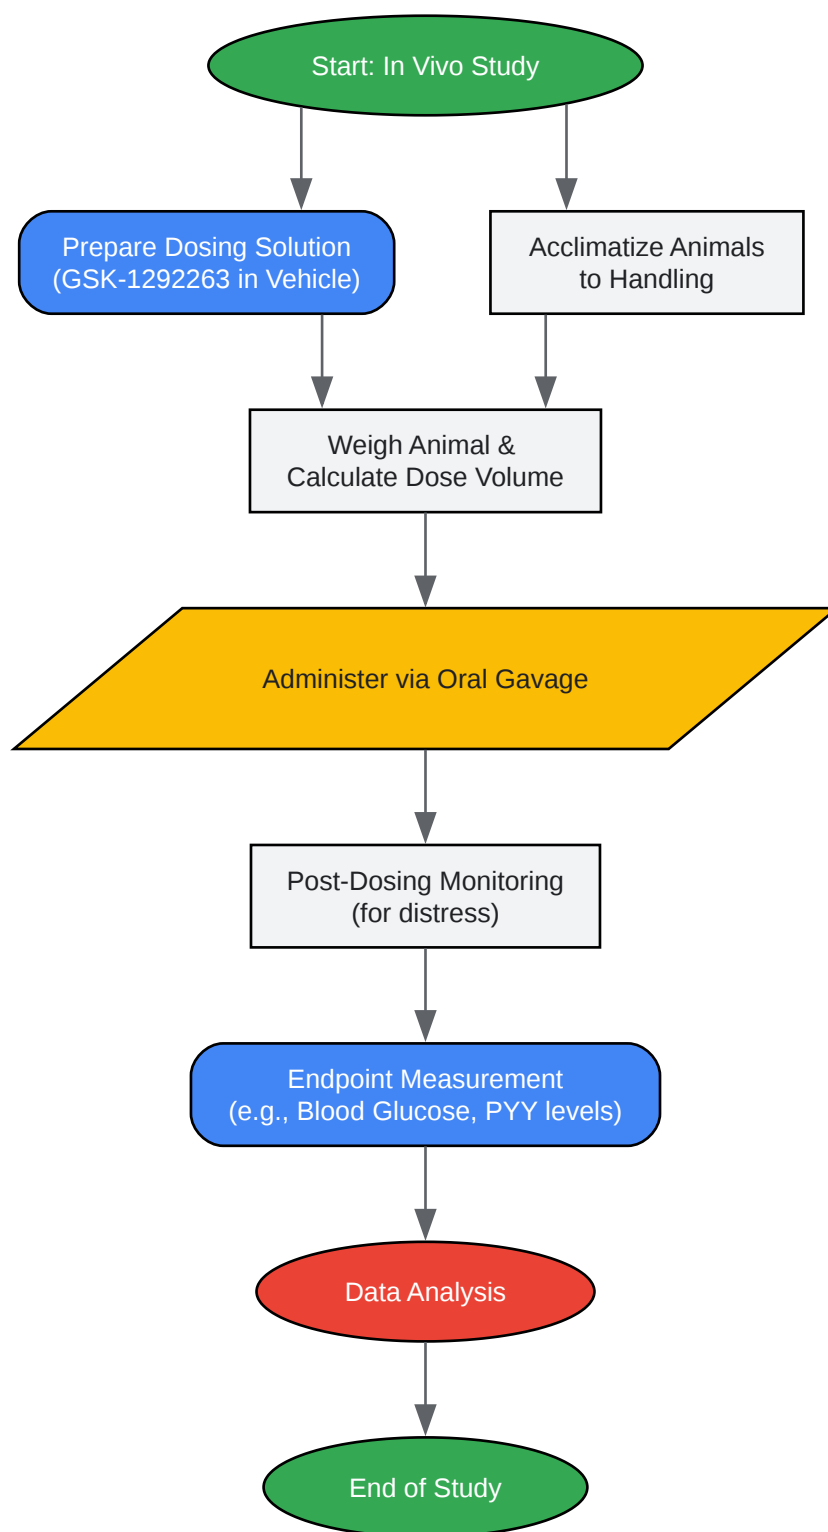 Start: In Vivo Study
Prepare Dosing Solution
(GSK-1292263 in Vehicle)
Acclimatize Animals
to Handling
Weigh Animal &
Calculate Dose Volume
Administer via Oral Gavage
Post-Dosing Monitoring
(for distress)
Endpoint Measurement
(e.g., Blood Glucose, PYY levels)
Data Analysis
End of Study